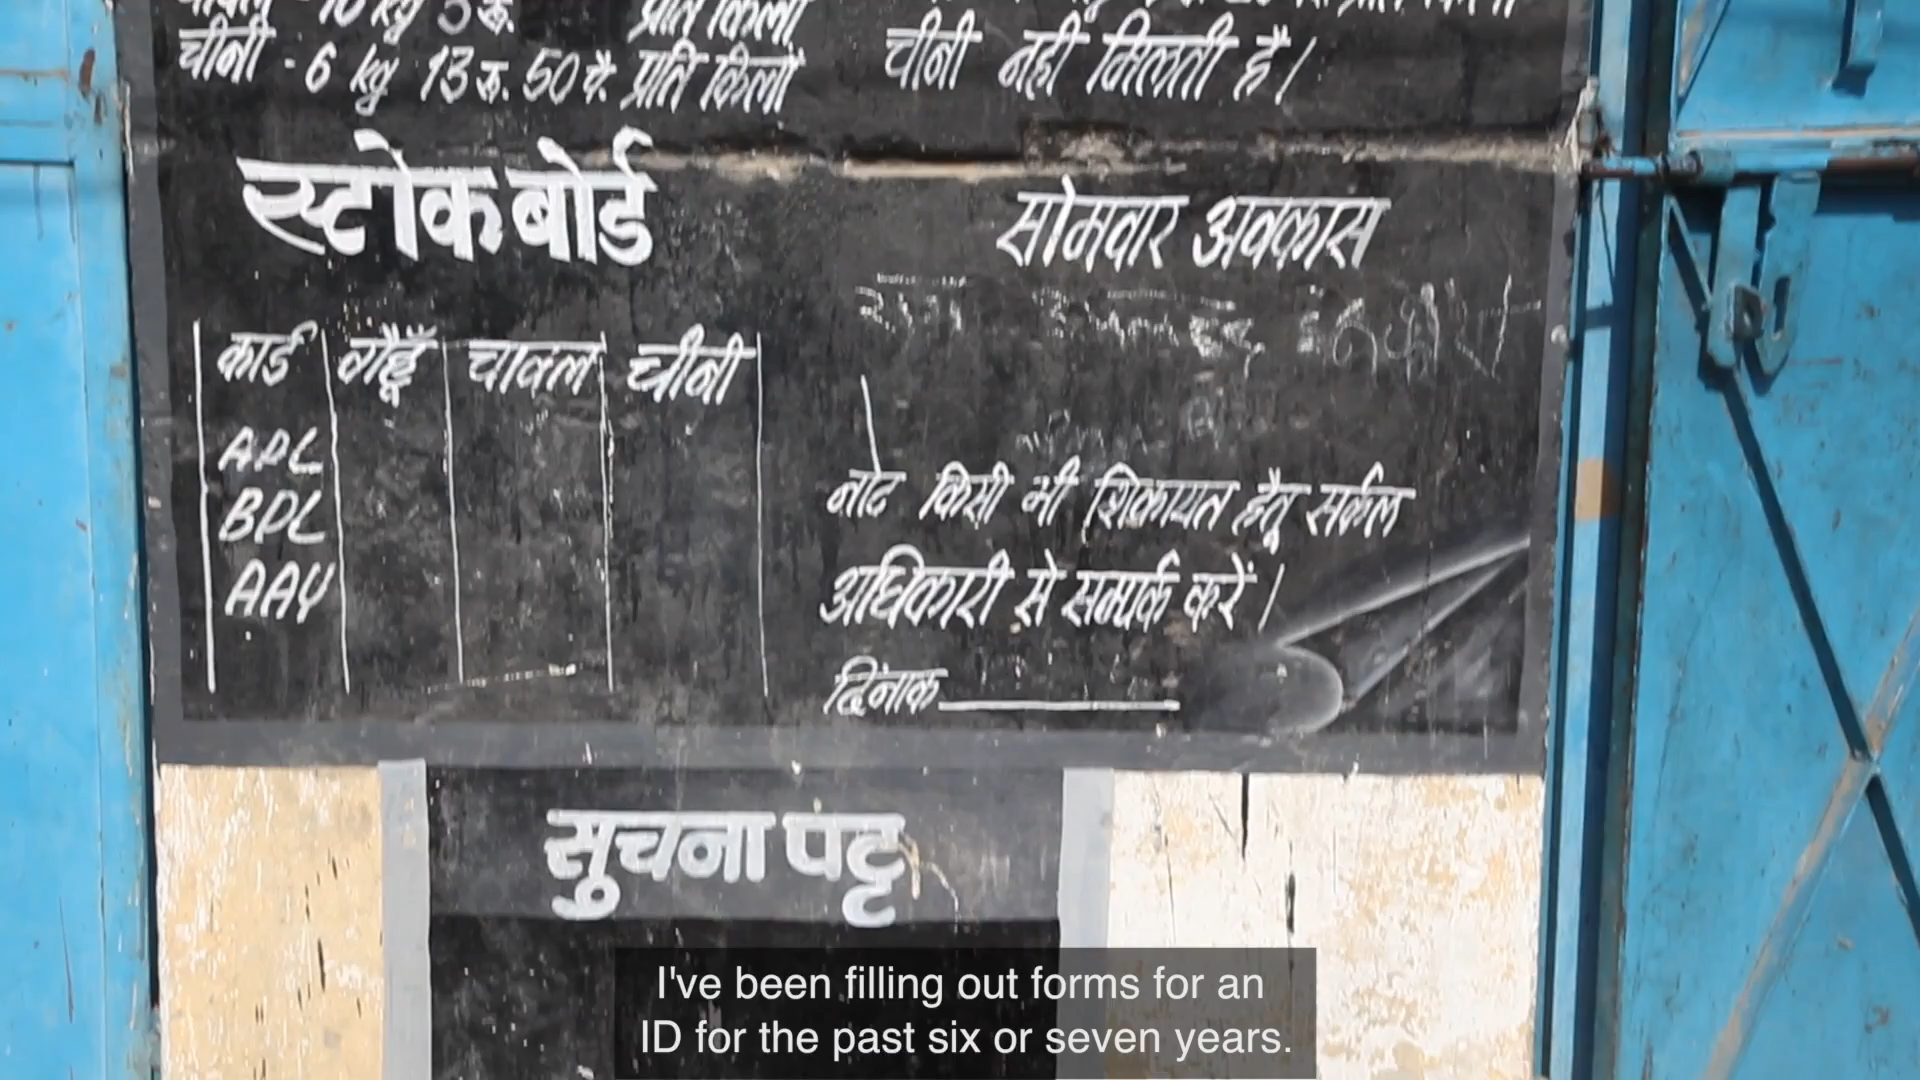 चीनी - 6 kg 13 रु. 50 पै. प्रति किलो
चीनी नही मिलती है।
स्टोक बोर्ड
कार्ड गेहूँ चावल चीनी
APL
BPL
AAY
सोमवार अवकास
नोट किसी भी शिकायत हेतू सर्कल
अधिकारी से सम्पर्क करें।
दिंनाक
सुचना पट्ट
I've been filling out forms for an
ID for the past six or seven years.